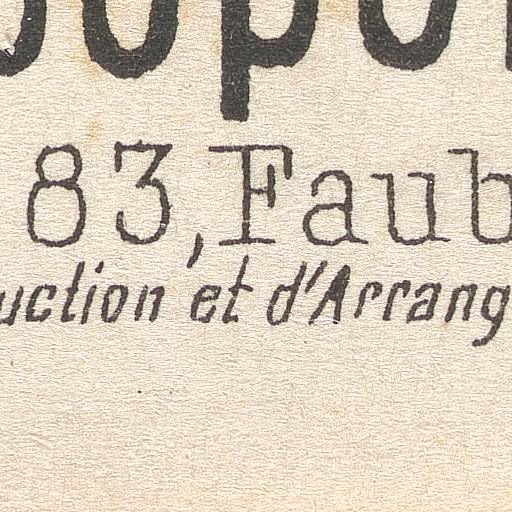 83, Faub
uction et d'Arrang